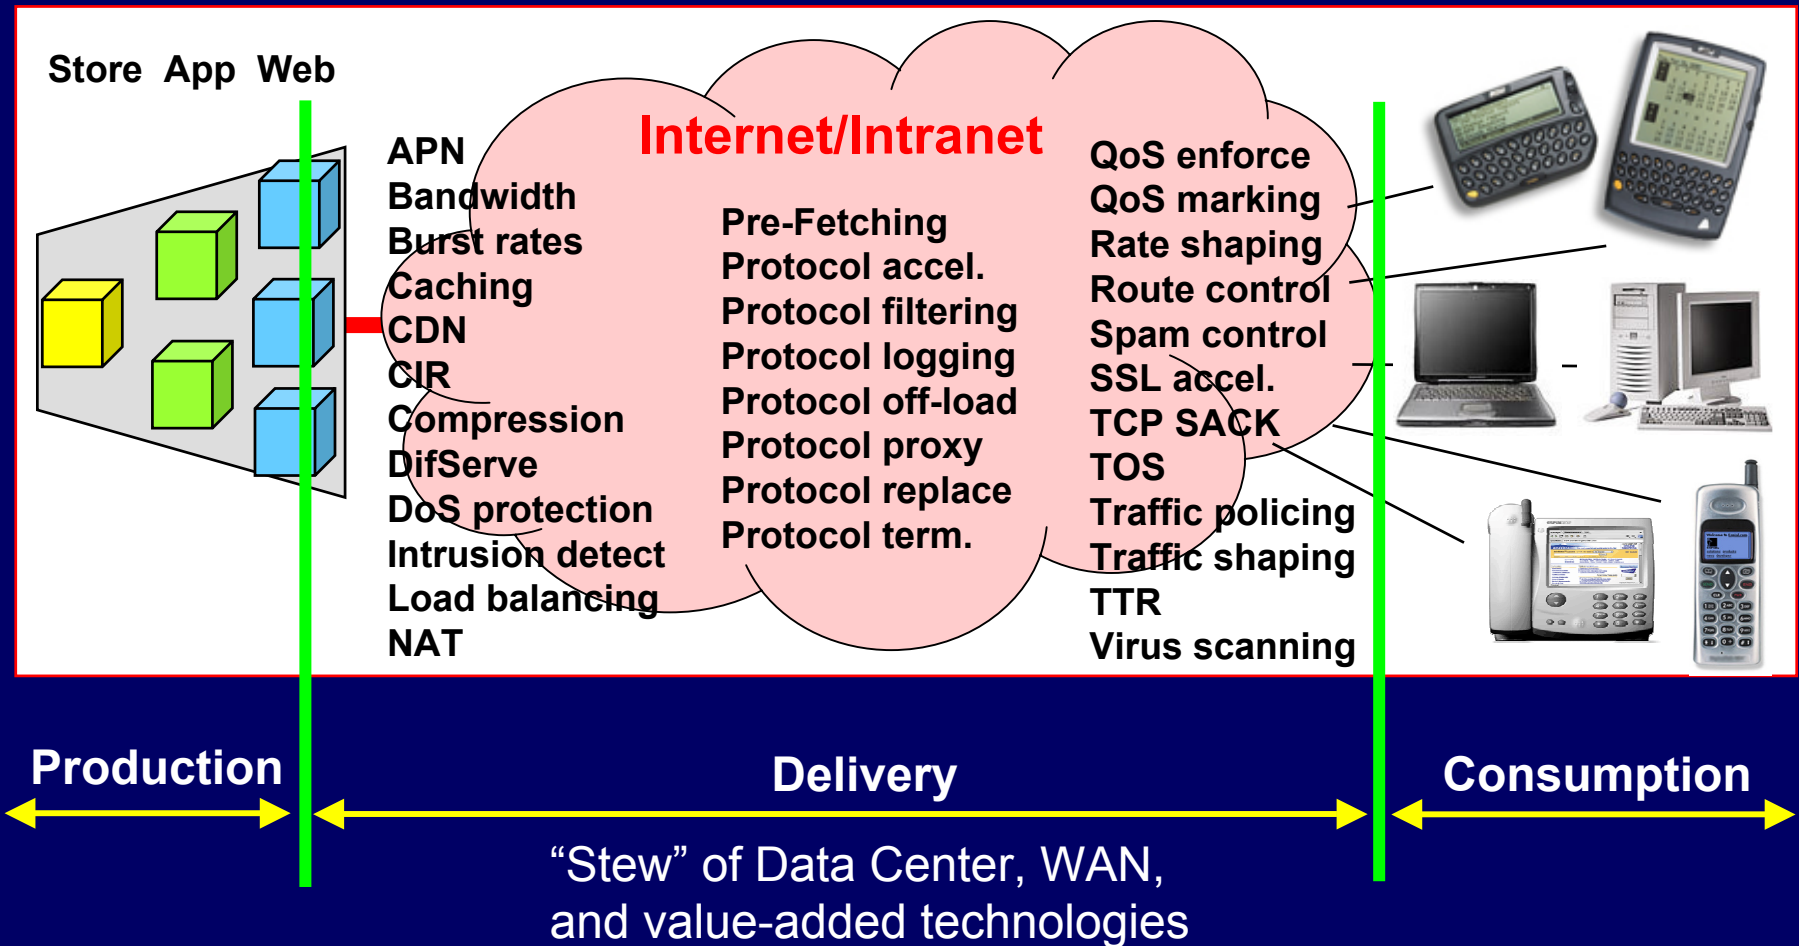 Store App Web
Internet/Intranet
APN
Bandwidth
Burst rates
Caching
CDN
CIR
Compression
DifServe
DoS protection
Intrusion detect
Load balancing
NAT
Pre-Fetching
Protocol accel.
Protocol filtering
Protocol logging
Protocol off-load
Protocol proxy
Protocol replace
Protocol term.
QoS enforce
QoS marking
Rate shaping
Route control
Spam control
SSL accel.
TCP SACK
TOS
Traffic policing
Traffic shaping
TTR
Virus scanning
Production
Delivery
Consumption
“Stew” of Data Center, WAN,
and value-added technologies